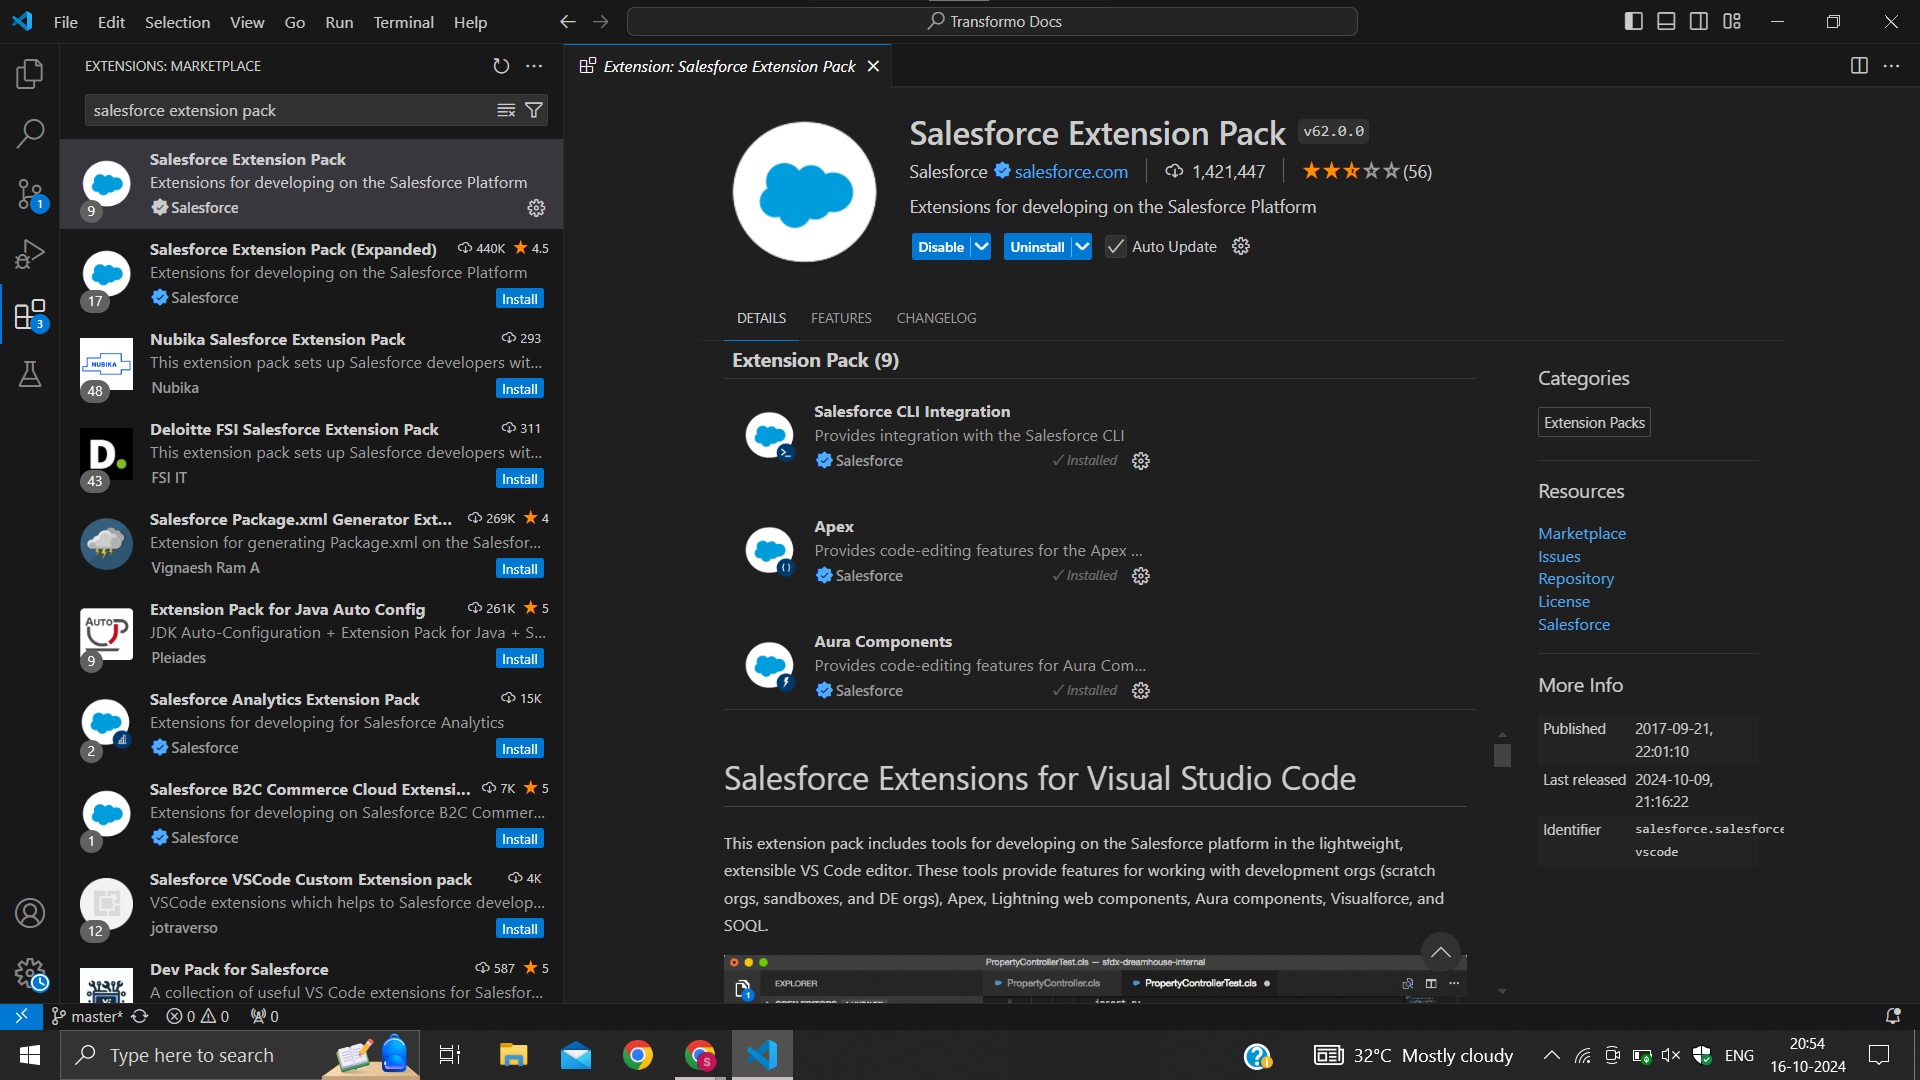 File Edit Selection View Go Run Terminal Help
Transformo Docs
EXTENSIONS: MARKETPLACE
salesforce extension pack
Salesforce Extension Pack
Extensions for developing on the Salesforce Platform
Salesforce
9
Salesforce Extension Pack (Expanded) 440K 4.5
Extensions for developing on the Salesforce Platform
Salesforce Install
17
Nubika Salesforce Extension Pack 293
This extension pack sets up Salesforce developers wit...
Nubika Install
NUBIKA
48
Deloitte FSI Salesforce Extension Pack 311
This extension pack sets up Salesforce developers wit...
FSI IT Install
D.
43
Salesforce Package.xml Generator Ext... 269K 4
Extension for generating Package.xml on the Salesfor...
Vignaesh Ram A Install
Extension Pack for Java Auto Config 261K 5
JDK Auto-Configuration + Extension Pack for Java + S...
Pleiades Install
AUTO
9
Salesforce Analytics Extension Pack 15K
Extensions for developing for Salesforce Analytics
Salesforce Install
2
Salesforce B2C Commerce Cloud Extensi... 7K 5
Extensions for developing on Salesforce B2C Commer...
Salesforce Install
1
Salesforce VSCode Custom Extension pack 4K
VSCode extensions which helps to Salesforce develop...
jotraverso Install
12
Dev Pack for Salesforce 587 5
A collection of useful VS Code extensions for Salesfor...
1
3
Extension: Salesforce Extension Pack
Salesforce Extension Pack v62.0.0
Salesforce salesforce.com 1,421,447 (56)
Extensions for developing on the Salesforce Platform
Disable Uninstall Auto Update
DETAILS FEATURES CHANGELOG
Extension Pack (9)
Salesforce CLI Integration
Provides integration with the Salesforce CLI
Salesforce Installed
Apex
Provides code-editing features for the Apex ...
Salesforce Installed
Aura Components
Provides code-editing features for Aura Com...
Salesforce Installed
Salesforce Extensions for Visual Studio Code
This extension pack includes tools for developing on the Salesforce platform in the lightweight,
extensible VS Code editor. These tools provide features for working with development orgs (scratch
orgs, sandboxes, and DE orgs), Apex, Lightning web components, Aura components, Visualforce, and
SOQL.
PropertyControllerTest.cls — sfdx-dreamhouse-internal
EXPLORER PropertyController.cls PropertyControllerTest.cls
1
Categories
Extension Packs
Resources
Marketplace
Issues
Repository
License
Salesforce
More Info
Published 2017-09-21,
22:01:10
Last released 2024-10-09,
21:16:22
Identifier salesforce.salesforce
vscode
master* 0 0 0
Type here to search
32°C Mostly cloudy
ENG
20:54
16-10-2024